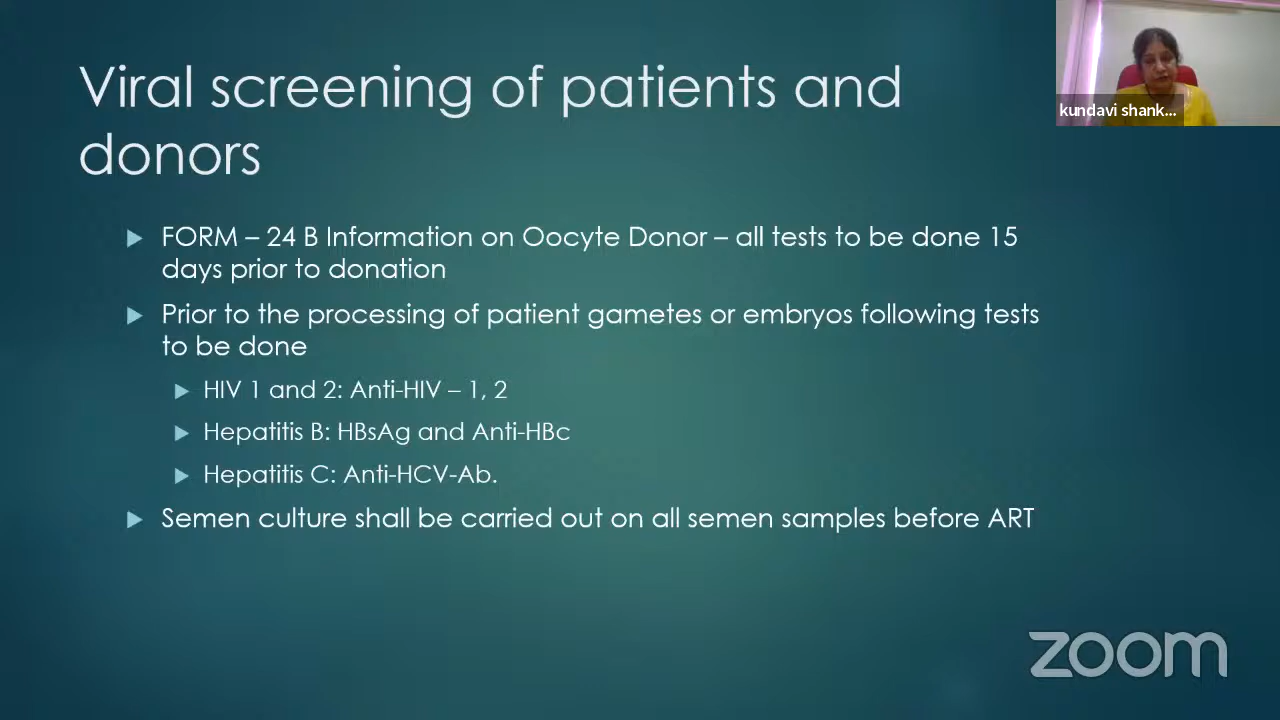 Viral screening of patients and
donors
kundavi shank...
FORM – 24 B Information on Oocyte Donor – all tests to be done 15
days prior to donation
Prior to the processing of patient gametes or embryos following tests
to be done
HIV 1 and 2: Anti-HIV – 1, 2
Hepatitis B: HBsAg and Anti-HBc
Hepatitis C: Anti-HCV-Ab.
Semen culture shall be carried out on all semen samples before ART
zoom